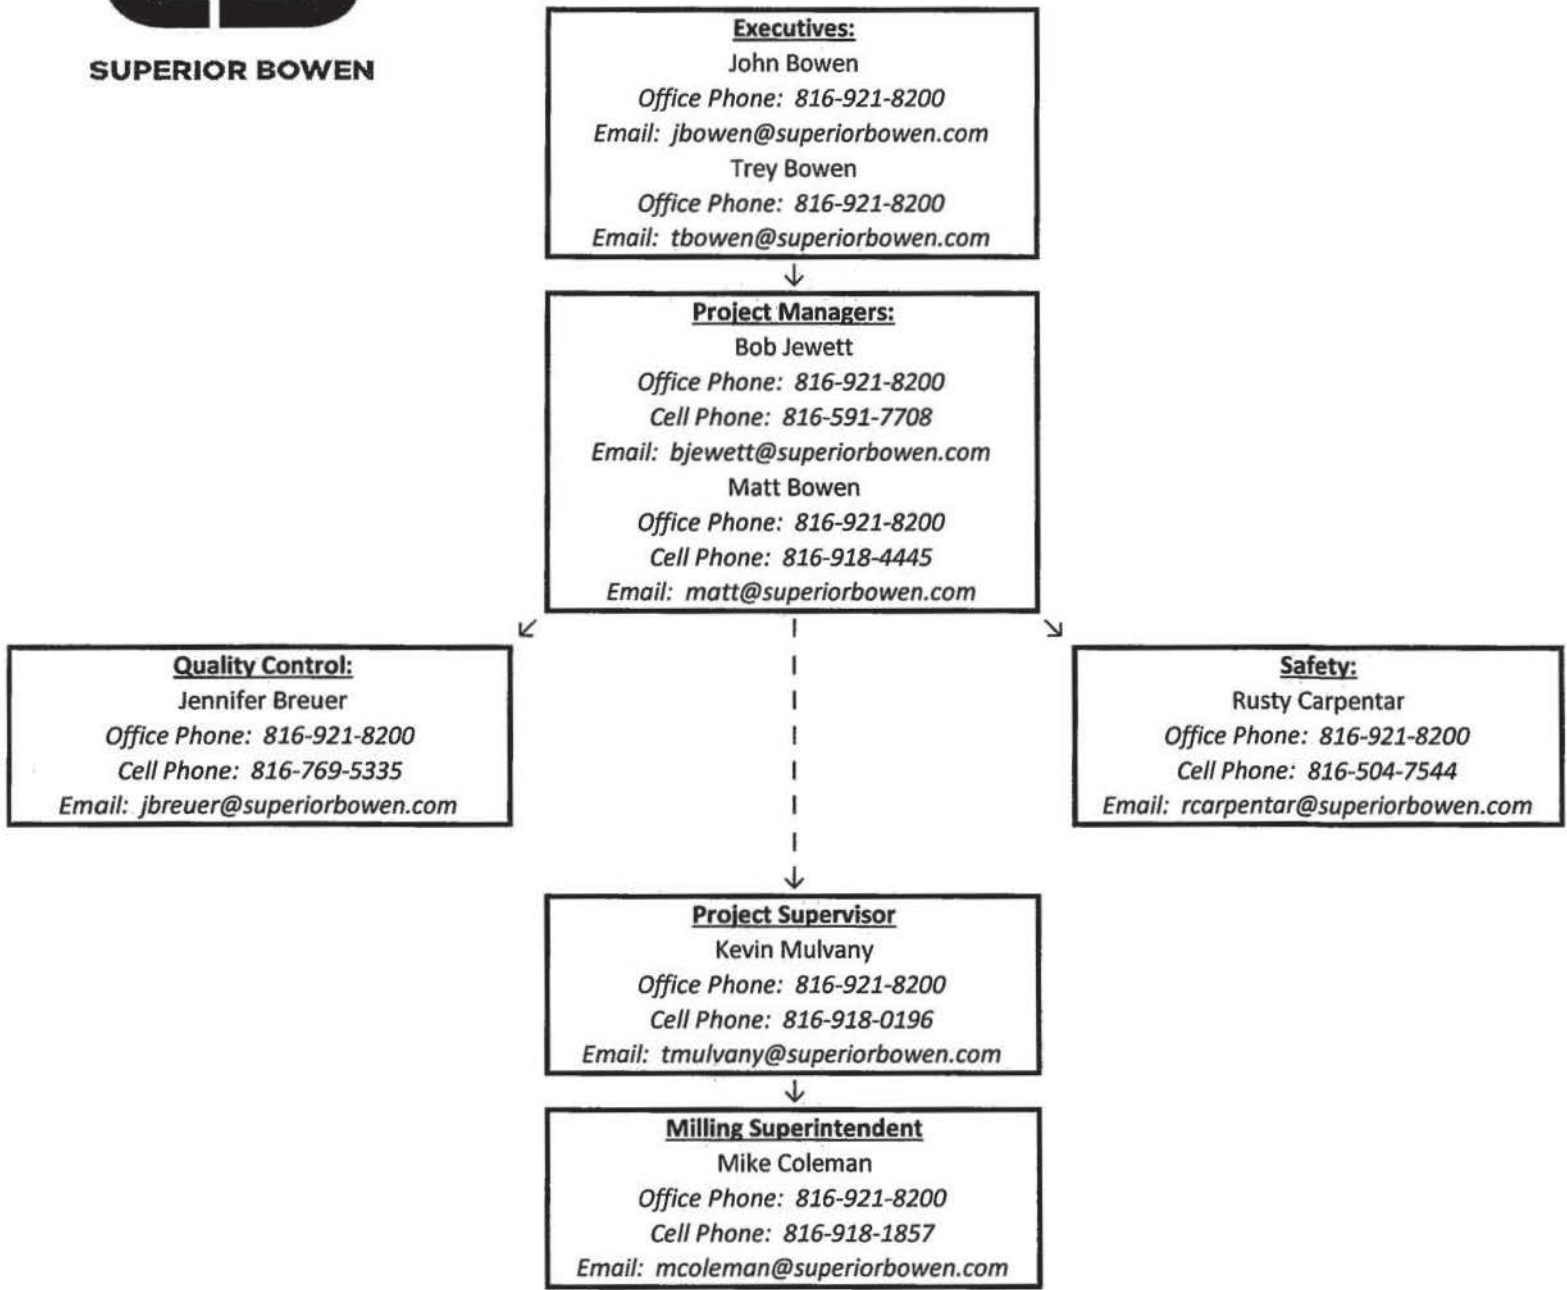 SUPERIOR BOWEN
Executives:
John Bowen
Office Phone: 816-921-8200
Email: jbowen@superiorbowen.com
Trey Bowen
Office Phone: 816-921-8200
Email: tbowen@superiorbowen.com
Project Managers:
Bob Jewett
Office Phone: 816-921-8200
Cell Phone: 816-591-7708
Email: bjewett@superiorbowen.com
Matt Bowen
Office Phone: 816-921-8200
Cell Phone: 816-918-4445
Email: matt@superiorbowen.com
Quality Control:
Jennifer Breuer
Office Phone: 816-921-8200
Cell Phone: 816-769-5335
Email: jbreuer@superiorbowen.com
Safety:
Rusty Carpentar
Office Phone: 816-921-8200
Cell Phone: 816-504-7544
Email: rcarpentar@superiorbowen.com
Project Supervisor
Kevin Mulvany
Office Phone: 816-921-8200
Cell Phone: 816-918-0196
Email: tmulvany@superiorbowen.com
Milling Superintendent
Mike Coleman
Office Phone: 816-921-8200
Cell Phone: 816-918-1857
Email: mcoleman@superiorbowen.com